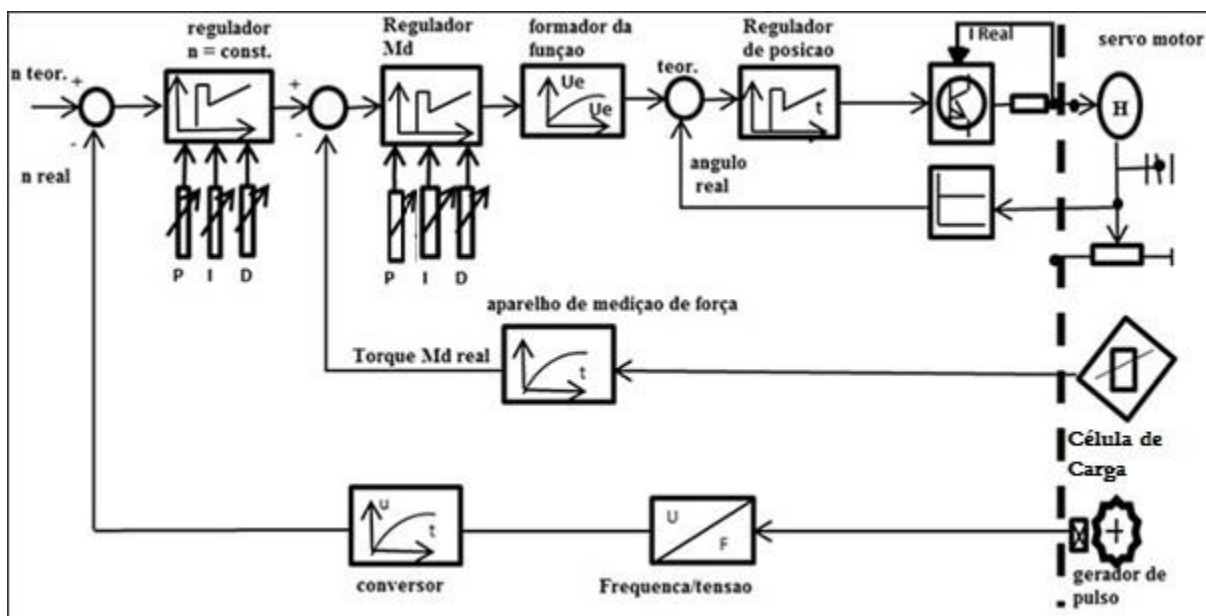 regulador
n = const.
Regulador
Md
formador da
funçao
Regulador
de posicao
I Real
servo motor
n teor.
+
+
teor.
Ue
Ue
t
H
-
-
n real
angulo
real
P I D
P I D
aparelho de mediçao de força
Torque Md real
t
Célula de
Carga
u
t
U
F
conversor
Frequenca/tensao
gerador de
pulso